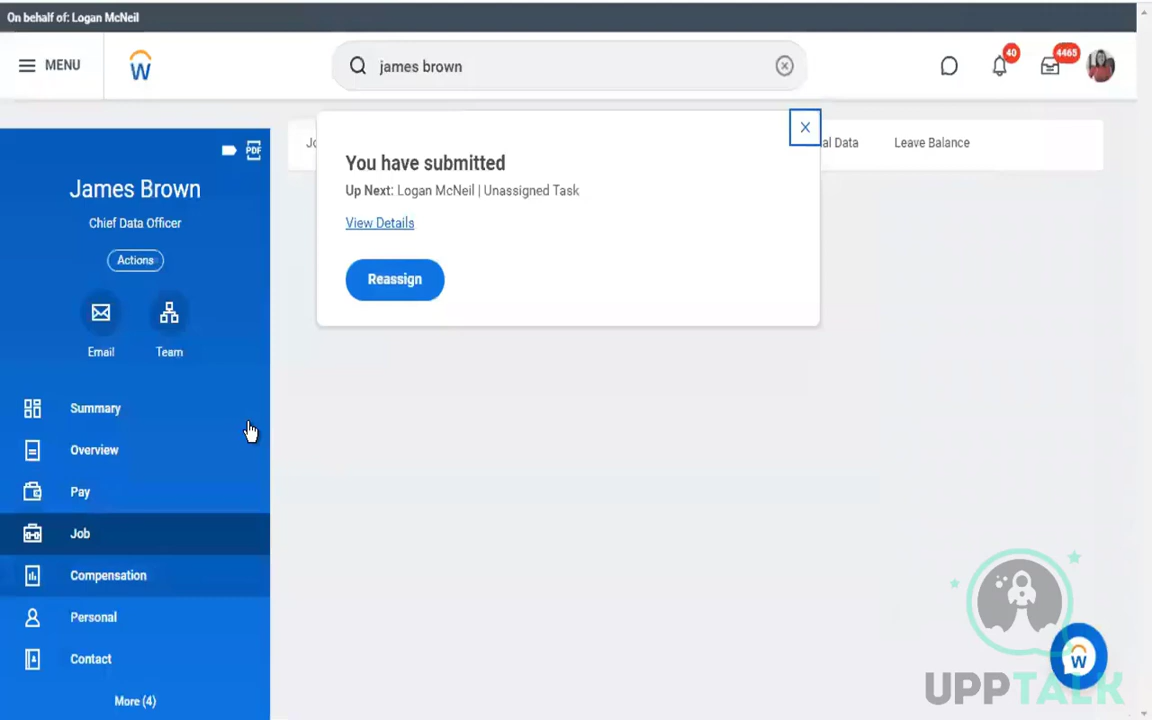 On behalf of: Logan McNeil
MENU
W
james brown
40
4465
PDF
James Brown
Chief Data Officer
Actions
Email
Team
Summary
Overview
Pay
Job
Compensation
Personal
Contact
More (4)
al Data
Leave Balance
You have submitted
Up Next: Logan McNeil | Unassigned Task
View Details
Reassign
W
UPPTALK